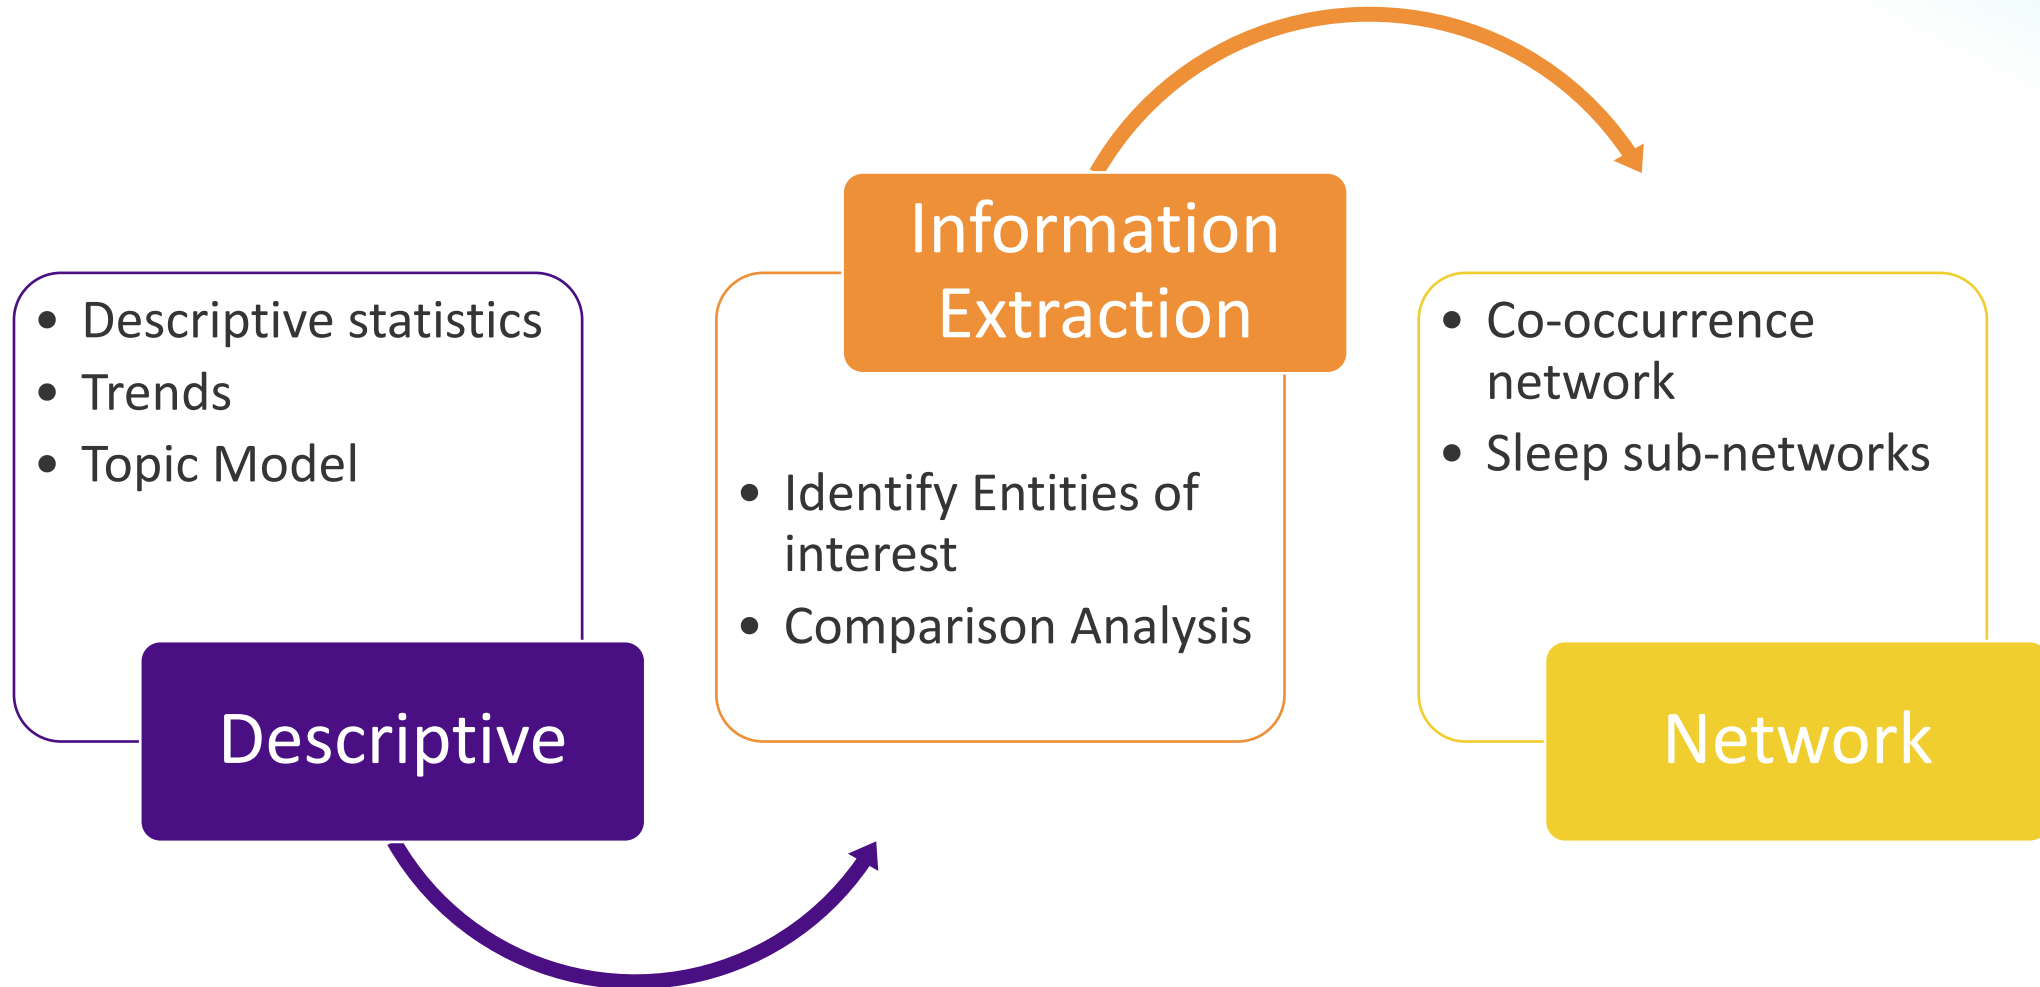 • Descriptive statistics
• Trends
• Topic Model
Descriptive
Information
Extraction
• Identify Entities of
interest
• Comparison Analysis
• Co-occurrence
network
• Sleep sub-networks
Network